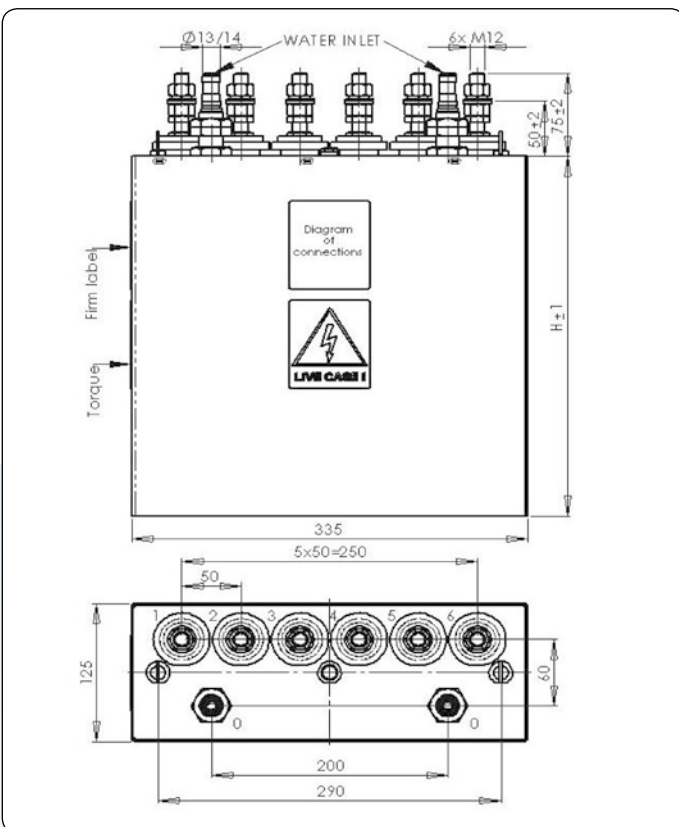 Ø13/14
WATER INLET
6x M12
50±2
75±2
Diagram
of
connections
Firm label
H±1
LIVE CASE !
Torque
335
5x50=250
50
1 2 3 4 5 6
125
60
0 0
200
290